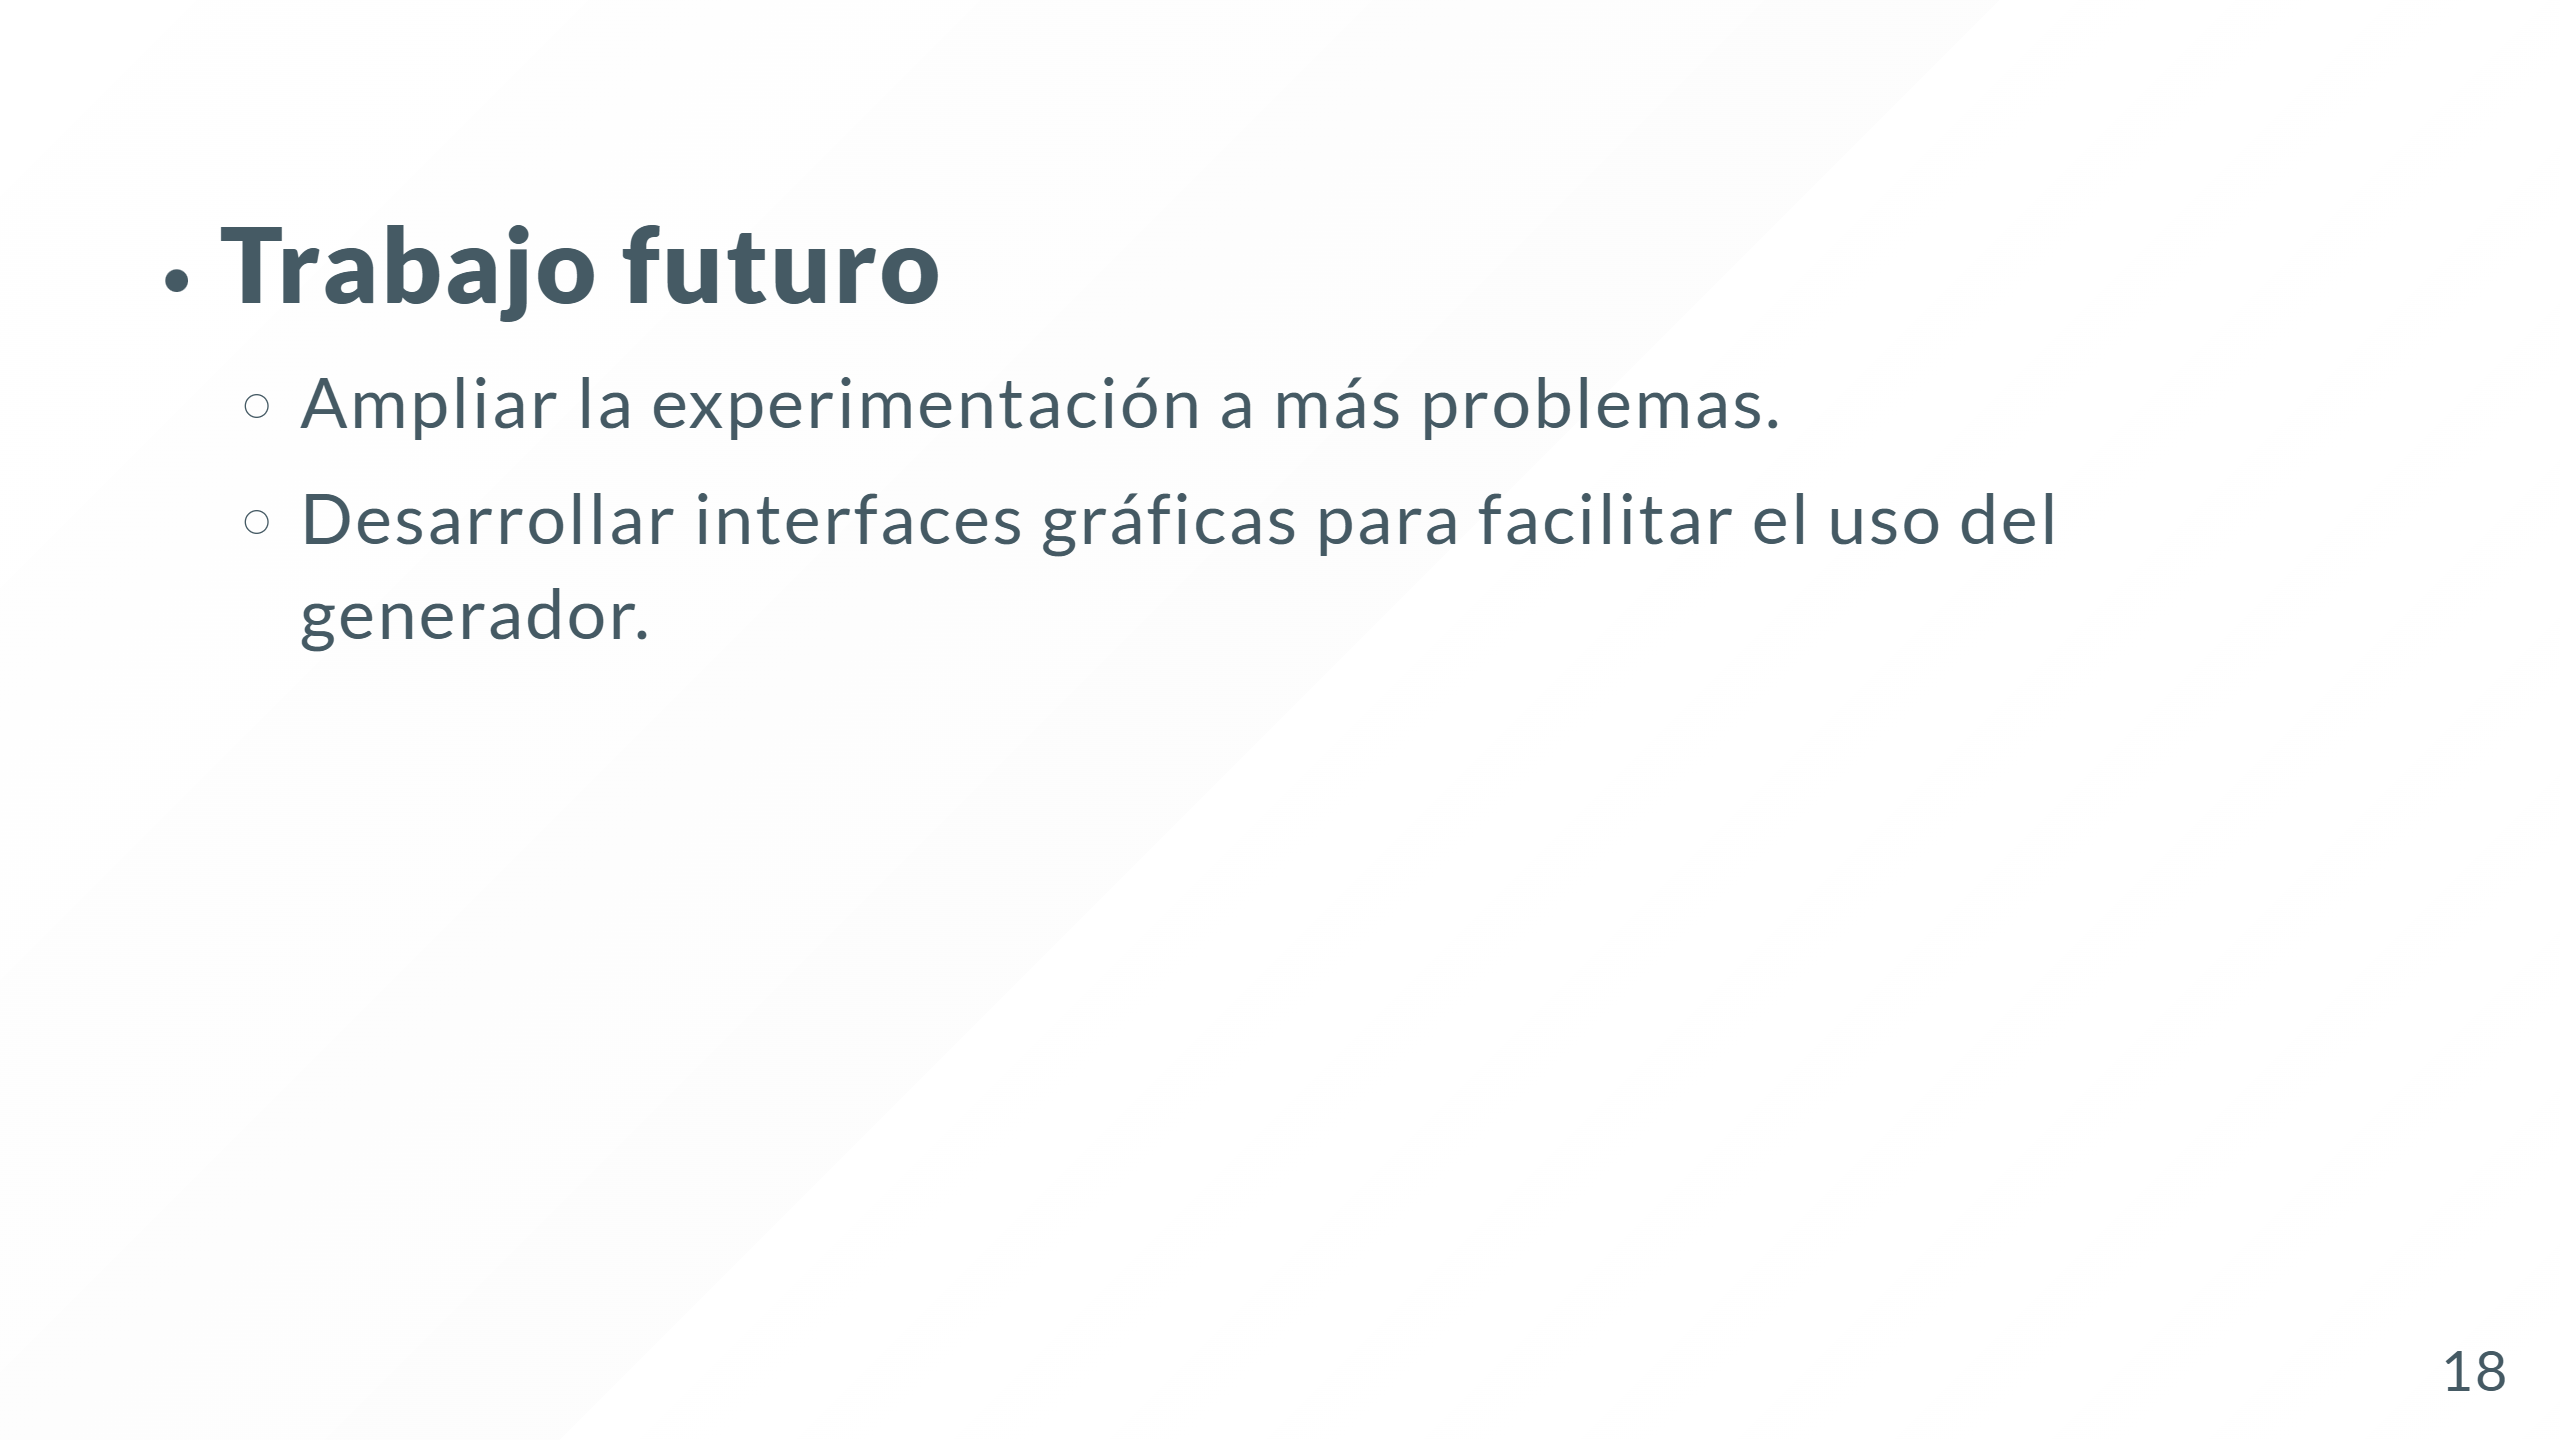 • Trabajo futuro
○ Ampliar la experimentación a más problemas.
○ Desarrollar interfaces gráficas para facilitar el uso del
generador.
18